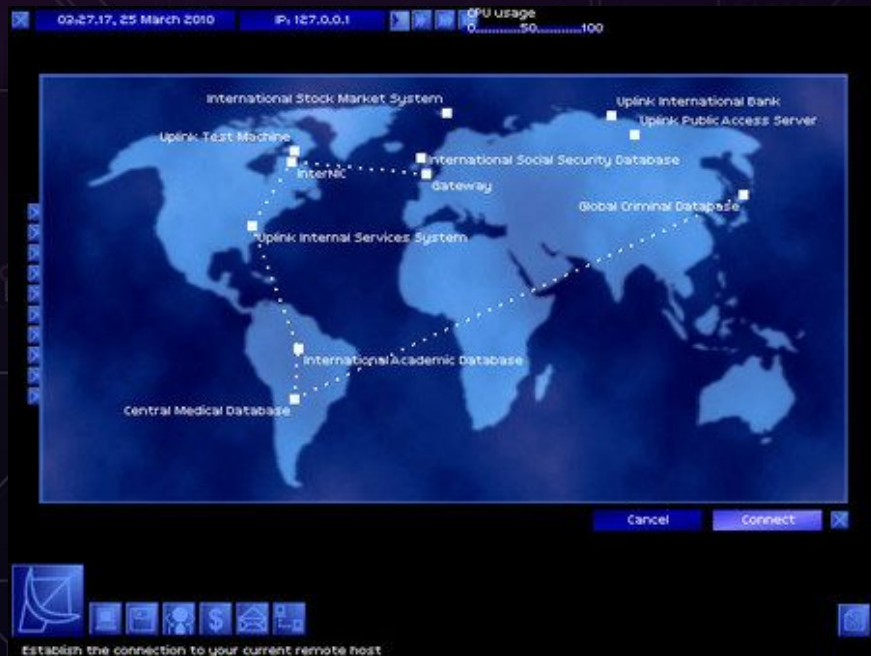 03:27.17, 25 March 2010
IP: 127.0.0.1
CPU usage
0............50............100
International Stock Market System
Uplink International Bank
Uplink Public Access Server
Uplink Test Machine
International Social Security Database
InterNIC
Gateway
Global Criminal Database
Uplink Internal Services System
International Academic Database
Central Medical Database
Cancel
Connect
$
Establish the connection to your current remote host